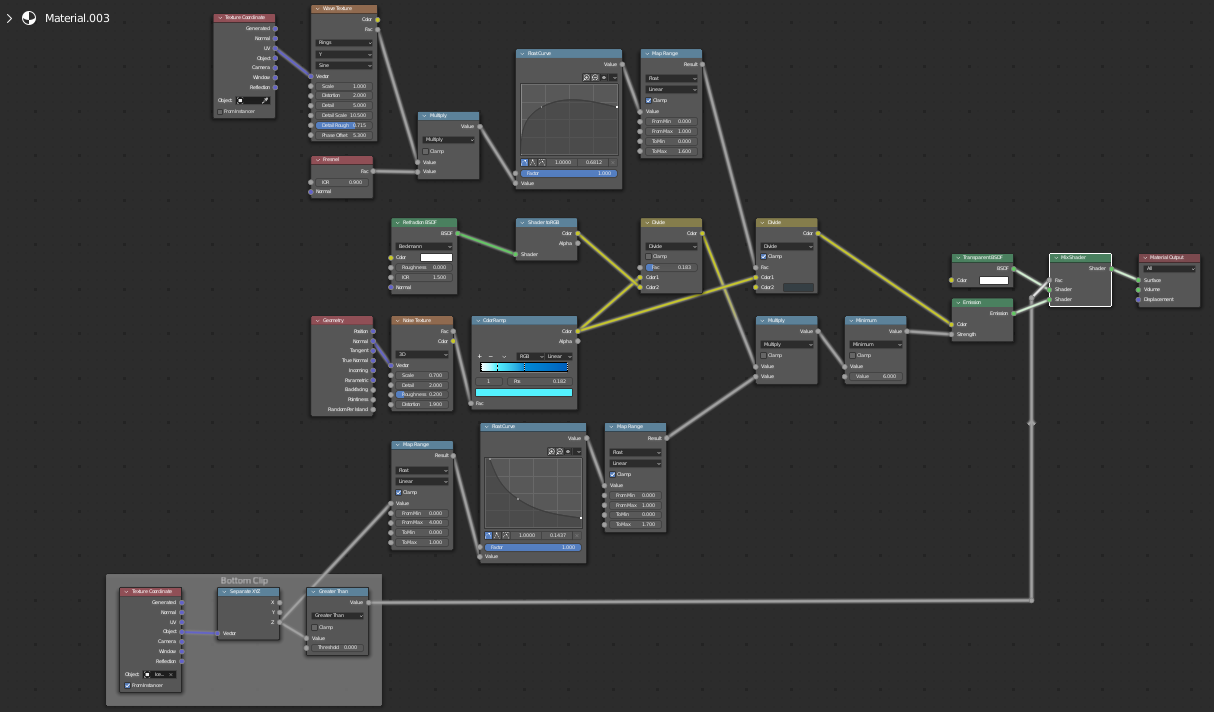 Material.003
Texture Coordinate
Generated
Normal
UV
Object
Camera
Window
Reflection
Object:
From Instancer
Wave Texture
Color
Fac
Rings
Y
Sine
Vector
Scale 1.000
Distortion 2.000
Detail 5.000
Detail Scale 10.500
Detail Rough 0.715
Phase Offset 5.300
Fresnel
Fac
IOR 0.900
Normal
Multiply
Value
Multiply
Clamp
Value
Value
Float Curve
Value
1.0000 0.6812
Factor 1.000
Value
Map Range
Result
Float
Linear
Clamp
Value
From Min 0.000
From Max 1.000
To Min 0.000
To Max 1.600
Refraction BSDF
BSDF
Beckmann
Color
Roughness 0.000
IOR 1.500
Normal
Shader to RGB
Color
Alpha
Shader
Divide
Color
Divide
Clamp
Fac 0.183
Color1
Color2
Divide
Color
Divide
Clamp
Fac
Color1
Color2
Transparent BSDF
BSDF
Color
Emission
Emission
Color
Strength
Mix Shader
Shader
Fac
Shader
Shader
Material Output
All
Surface
Volume
Displacement
Geometry
Position
Normal
Tangent
True Normal
Incoming
Parametric
Backfacing
Pointiness
Random Per Island
Noise Texture
Fac
Color
3D
Vector
Scale 0.700
Detail 2.000
Roughness 0.200
Distortion 1.900
ColorRamp
Color
Alpha
+ − RGB Linear
1 Pos 0.182
Fac
Multiply
Value
Multiply
Clamp
Value
Value
Minimum
Value
Minimum
Clamp
Value
Value 6.000
Map Range
Result
Float
Linear
Clamp
Value
From Min 0.000
From Max 4.000
To Min 0.000
To Max 1.000
Float Curve
Value
1.0000 0.1437
Factor 1.000
Value
Map Range
Result
Float
Linear
Clamp
Value
From Min 0.000
From Max 1.000
To Min 0.000
To Max 1.700
Bottom Clip
Texture Coordinate
Generated
Normal
UV
Object
Camera
Window
Reflection
Object:
From Instancer
Separate XYZ
X
Y
Z
Vector
Greater Than
Value
Greater Than
Clamp
Value
Threshold 0.000